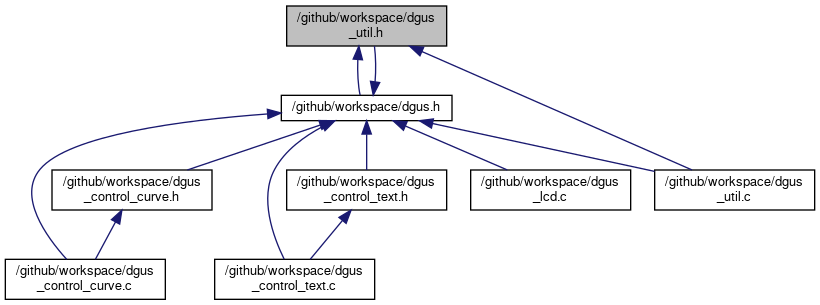 /github/workspace/dgus
_util.h
/github/workspace/dgus.h
/github/workspace/dgus
_control_curve.h
/github/workspace/dgus
_control_text.h
/github/workspace/dgus
_lcd.c
/github/workspace/dgus
_util.c
/github/workspace/dgus
_control_curve.c
/github/workspace/dgus
_control_text.c